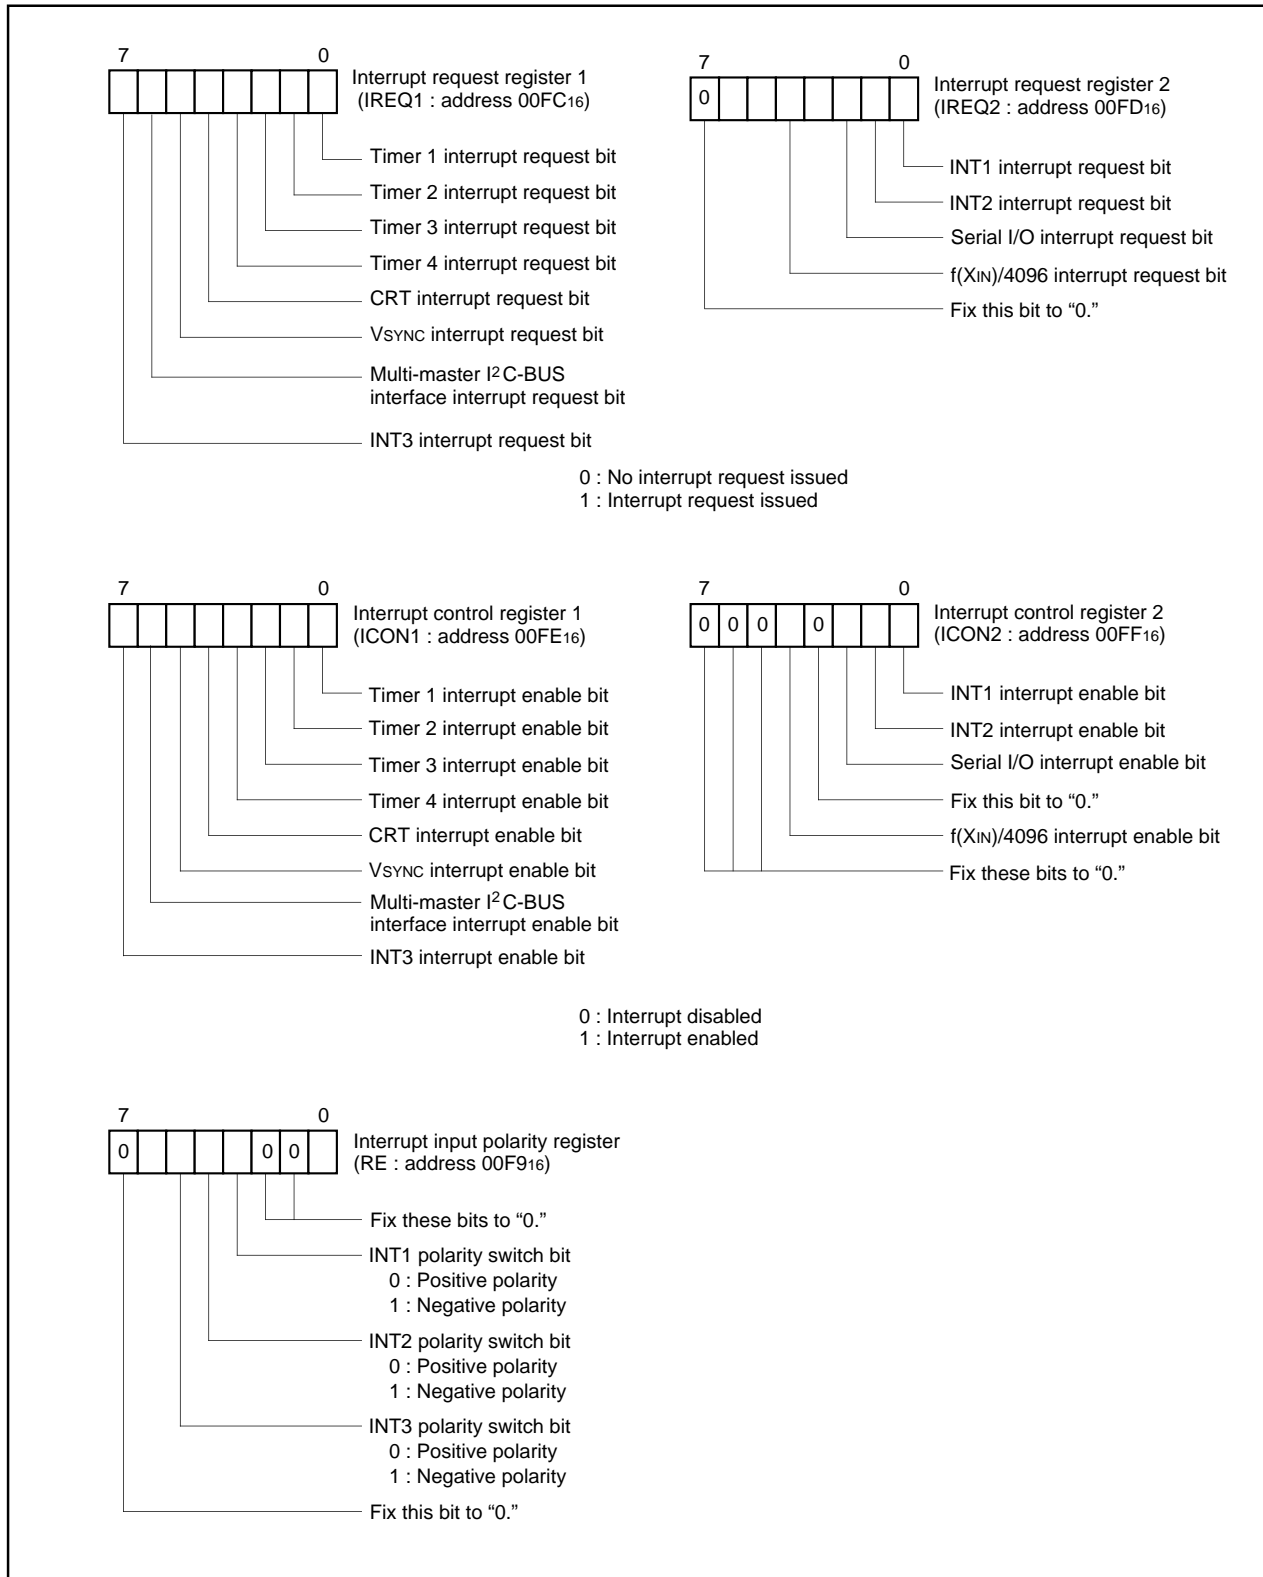 7 0
Interrupt request register 1
(IREQ1 : address 00FC16)
Timer 1 interrupt request bit
Timer 2 interrupt request bit
Timer 3 interrupt request bit
Timer 4 interrupt request bit
CRT interrupt request bit
VSYNC interrupt request bit
Multi-master I2C-BUS
interface interrupt request bit
INT3 interrupt request bit
7 0
0
Interrupt request register 2
(IREQ2 : address 00FD16)
INT1 interrupt request bit
INT2 interrupt request bit
Serial I/O interrupt request bit
f(XIN)/4096 interrupt request bit
Fix this bit to “0.”
0 : No interrupt request issued
1 : Interrupt request issued
7 0
Interrupt control register 1
(ICON1 : address 00FE16)
Timer 1 interrupt enable bit
Timer 2 interrupt enable bit
Timer 3 interrupt enable bit
Timer 4 interrupt enable bit
CRT interrupt enable bit
VSYNC interrupt enable bit
Multi-master I2C-BUS
interface interrupt enable bit
INT3 interrupt enable bit
7 0
0 0 0 0
Interrupt control register 2
(ICON2 : address 00FF16)
INT1 interrupt enable bit
INT2 interrupt enable bit
Serial I/O interrupt enable bit
Fix this bit to “0.”
f(XIN)/4096 interrupt enable bit
Fix these bits to “0.”
0 : Interrupt disabled
1 : Interrupt enabled
7 0
0 0 0
Interrupt input polarity register
(RE : address 00F916)
Fix these bits to “0.”
INT1 polarity switch bit
0 : Positive polarity
1 : Negative polarity
INT2 polarity switch bit
0 : Positive polarity
1 : Negative polarity
INT3 polarity switch bit
0 : Positive polarity
1 : Negative polarity
Fix this bit to “0.”